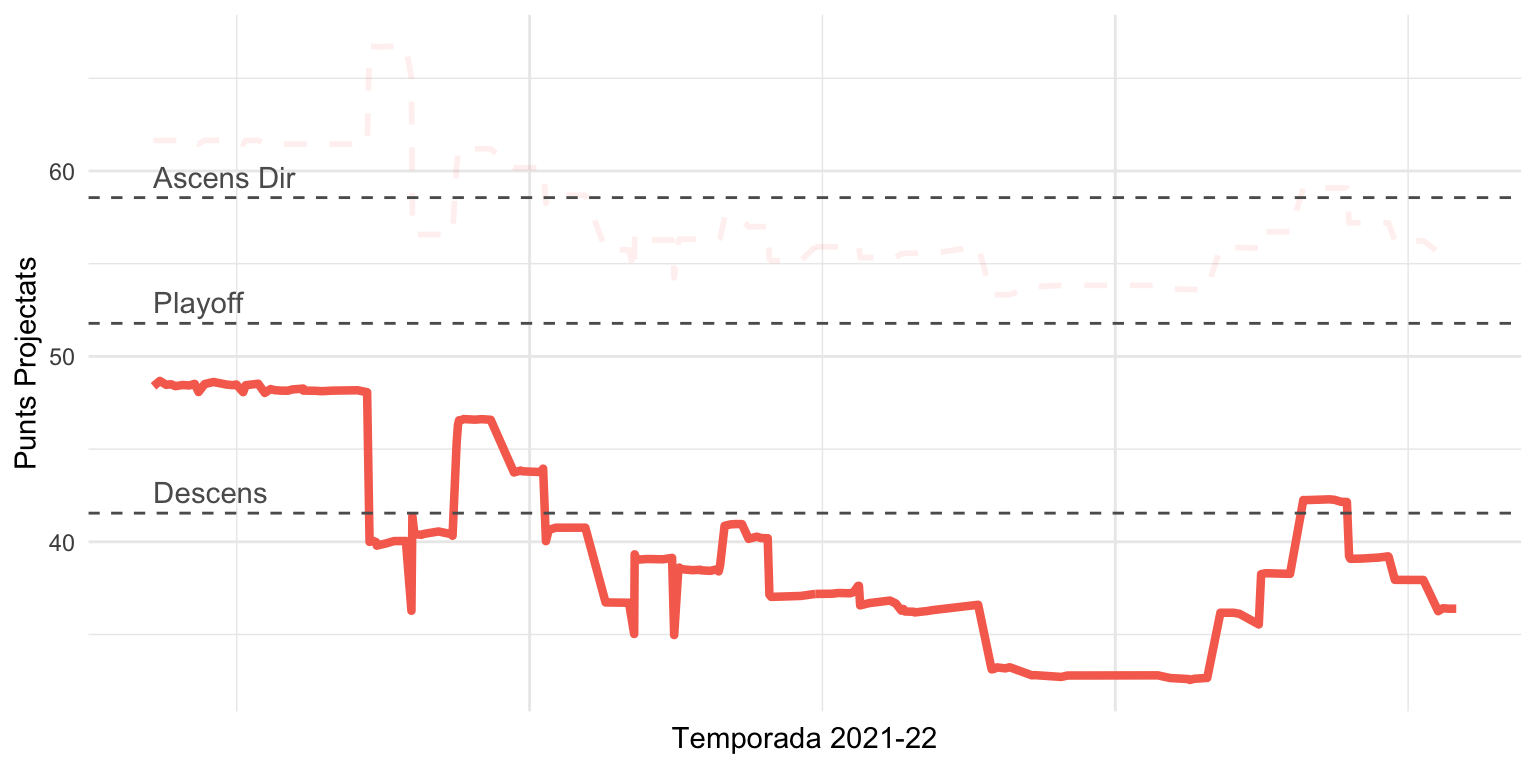 60
Ascens Dir
Playoff
50
Descens
40
Punts Projectats
Temporada 2021-22